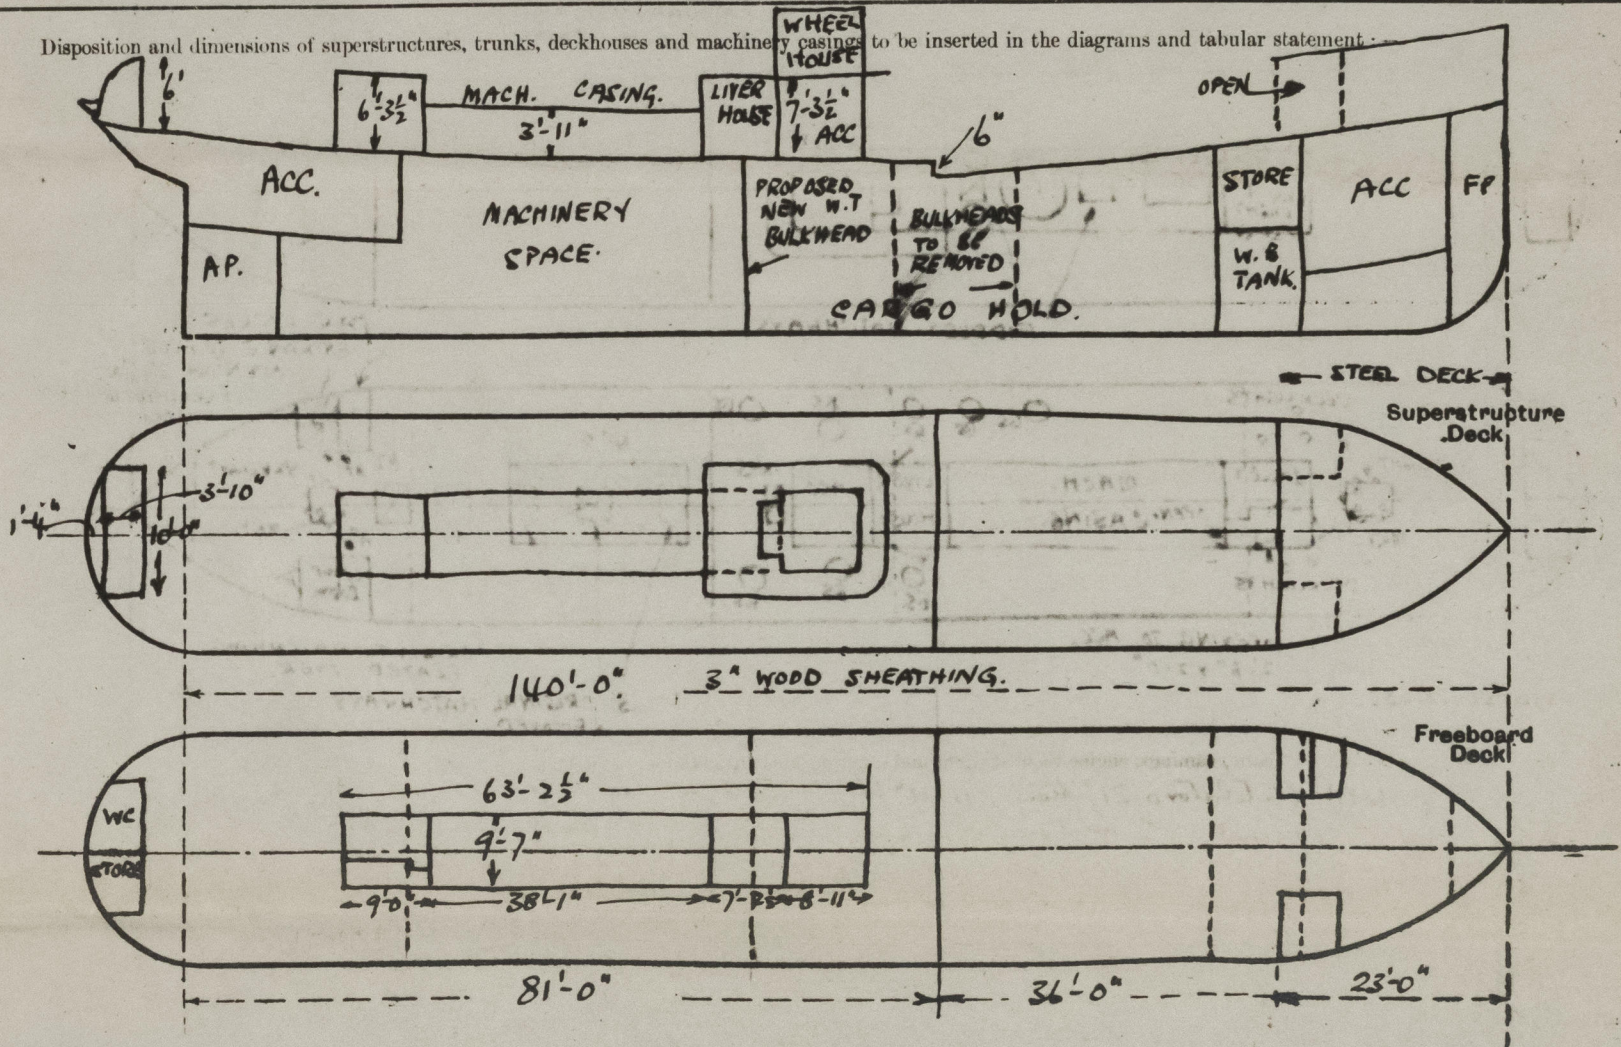 Disposition and dimensions of superstructures, trunks, deckhouses and machinery casings to be inserted in the diagrams and tabular statement :—
WHEEL
HOUSE
6'
6'-3½"
MACH. CASING.
3'-11"
LIVER
HOUSE
7'-3½"
ACC
6"
OPEN
ACC.
MACHINERY
SPACE.
PROPOSED
NEW W.T
BULKHEAD
BULKHEADS
TO BE
REMOVED
CARGO HOLD.
STORE
W.B
TANK.
ACC
FP
AP.
STEEL DECK
Superstructure
Deck
3'-10"
1'-4"
10'-0"
140'-0".
3" WOOD SHEATHING.
Freeboard
Deck
63'-2½"
WC
STORE
9'-7"
9'-0"
38'-1"
7'-2½"
8'-11"
81'-0"
36'-0"
23'-0"